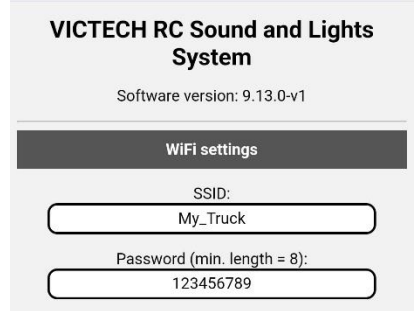 VICTECH RC Sound and Lights
System
Software version: 9.13.0-v1
WiFi settings
SSID:
My_Truck
Password (min. length = 8):
123456789